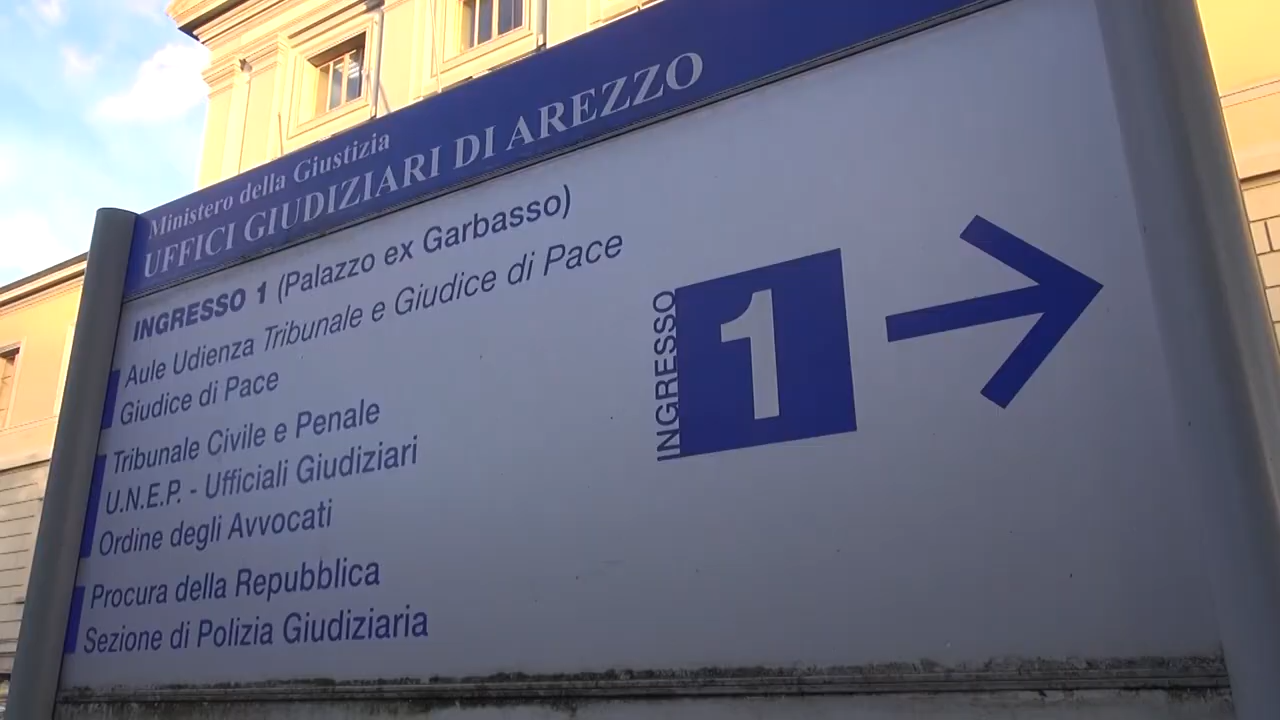 Ministero della Giustizia
UFFICI GIUDIZIARI DI AREZZO
INGRESSO 1 (Palazzo ex Garbasso)
Aule Udienza Tribunale e Giudice di Pace
Giudice di Pace
Tribunale Civile e Penale
U.N.E.P. - Ufficiali Giudiziari
Ordine degli Avvocati
Procura della Repubblica
Sezione di Polizia Giudiziaria
INGRESSO
1